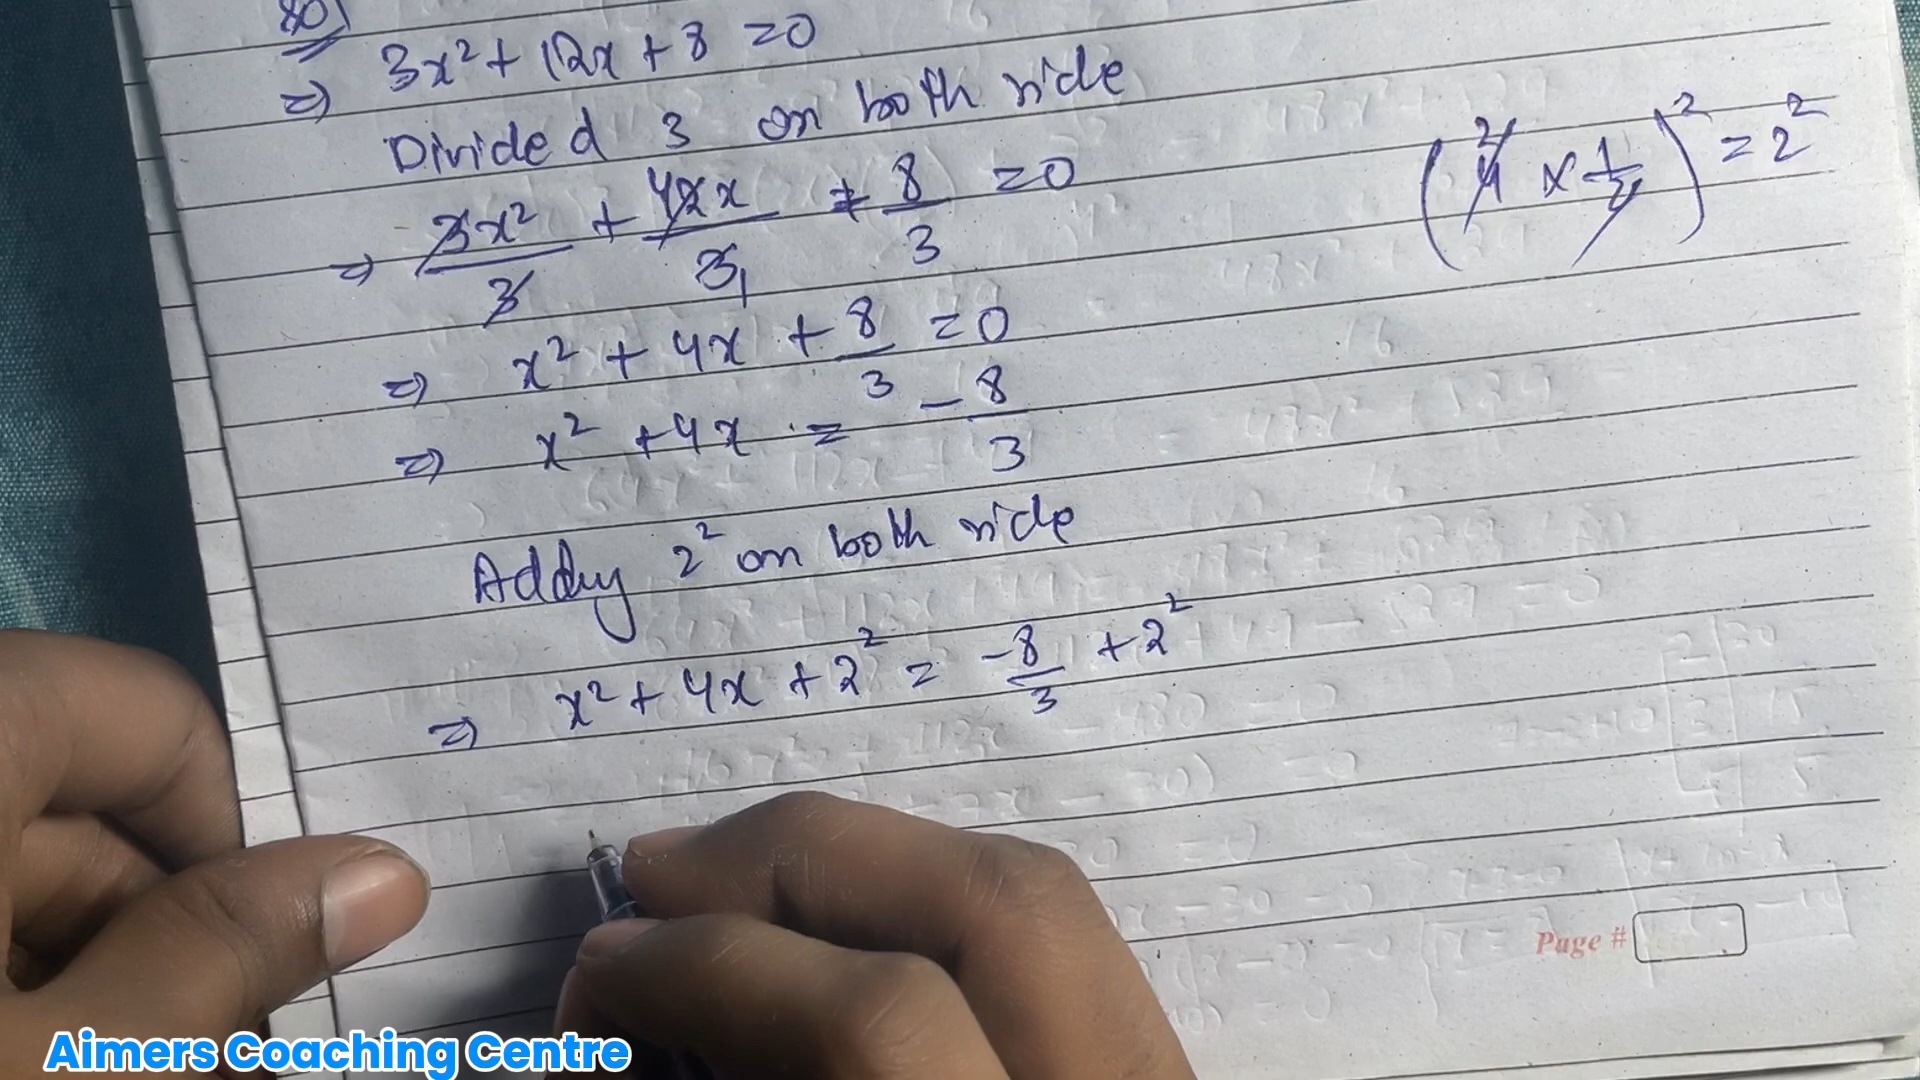 80)
⇒ 3x² + 12x + 8 = 0
Divided 3 on both side
⇒ 3x²/3 + 12x/3 + 8/3 = 0
(4 × 1/2)² = 2²
⇒ x² + 4x + 8/3 = 0
⇒ x² + 4x = -8/3
Addy 2² on both side
⇒ x² + 4x + 2² = -8/3 + 2²
Page #
Aimers Coaching Centre